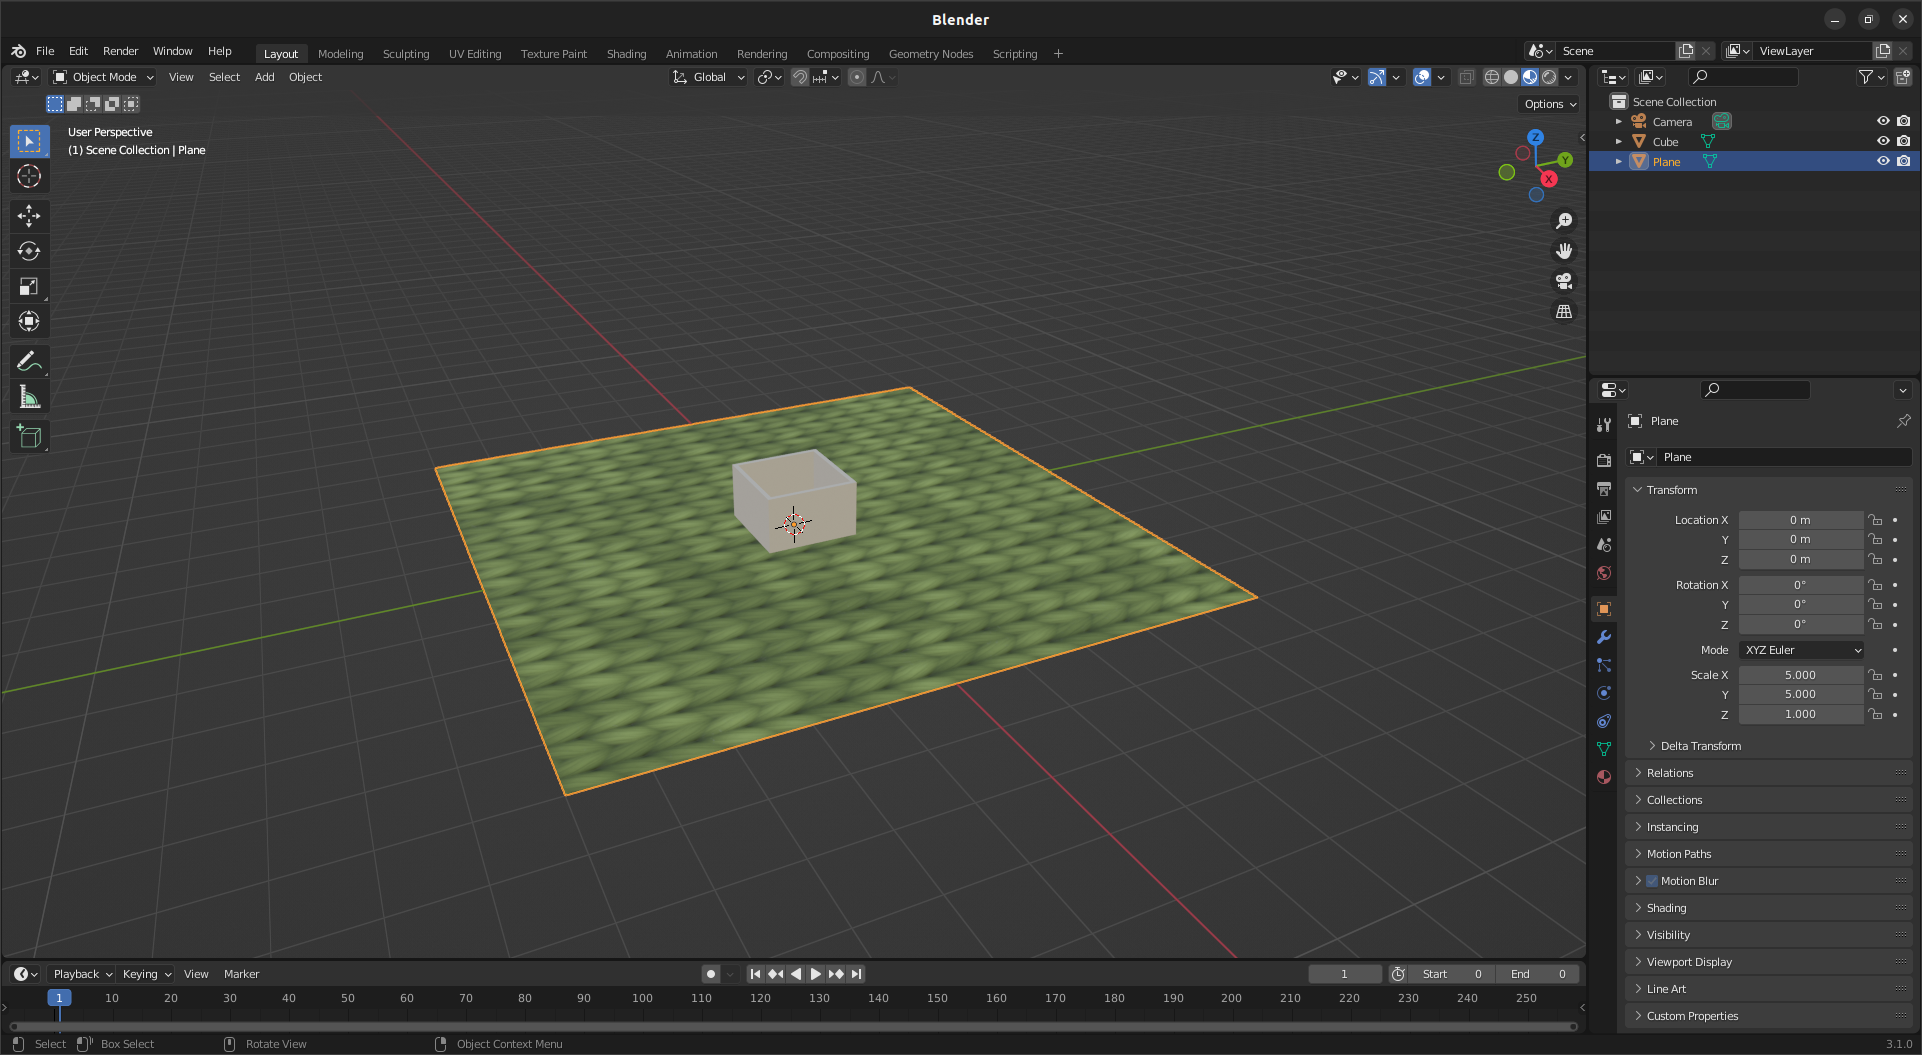 Blender
File Edit Render Window Help Layout Modeling Sculpting UV Editing Texture Paint Shading Animation Rendering Compositing Geometry Nodes Scripting + Scene ViewLayer
Object Mode View Select Add Object Global
Options
User Perspective
(1) Scene Collection | Plane
Z
Y
X
Scene Collection
Camera
Cube
Plane
Plane
Plane
Transform
Location X 0 m
Y 0 m
Z 0 m
Rotation X 0°
Y 0°
Z 0°
Mode XYZ Euler
Scale X 5.000
Y 5.000
Z 1.000
Delta Transform
Relations
Collections
Instancing
Motion Paths
Motion Blur
Shading
Visibility
Viewport Display
Line Art
Custom Properties
Playback Keying View Marker 1 Start 0 End 0
1 10 20 30 40 50 60 70 80 90 100 110 120 130 140 150 160 170 180 190 200 210 220 230 240 250
Select Box Select Rotate View Object Context Menu 3.1.0